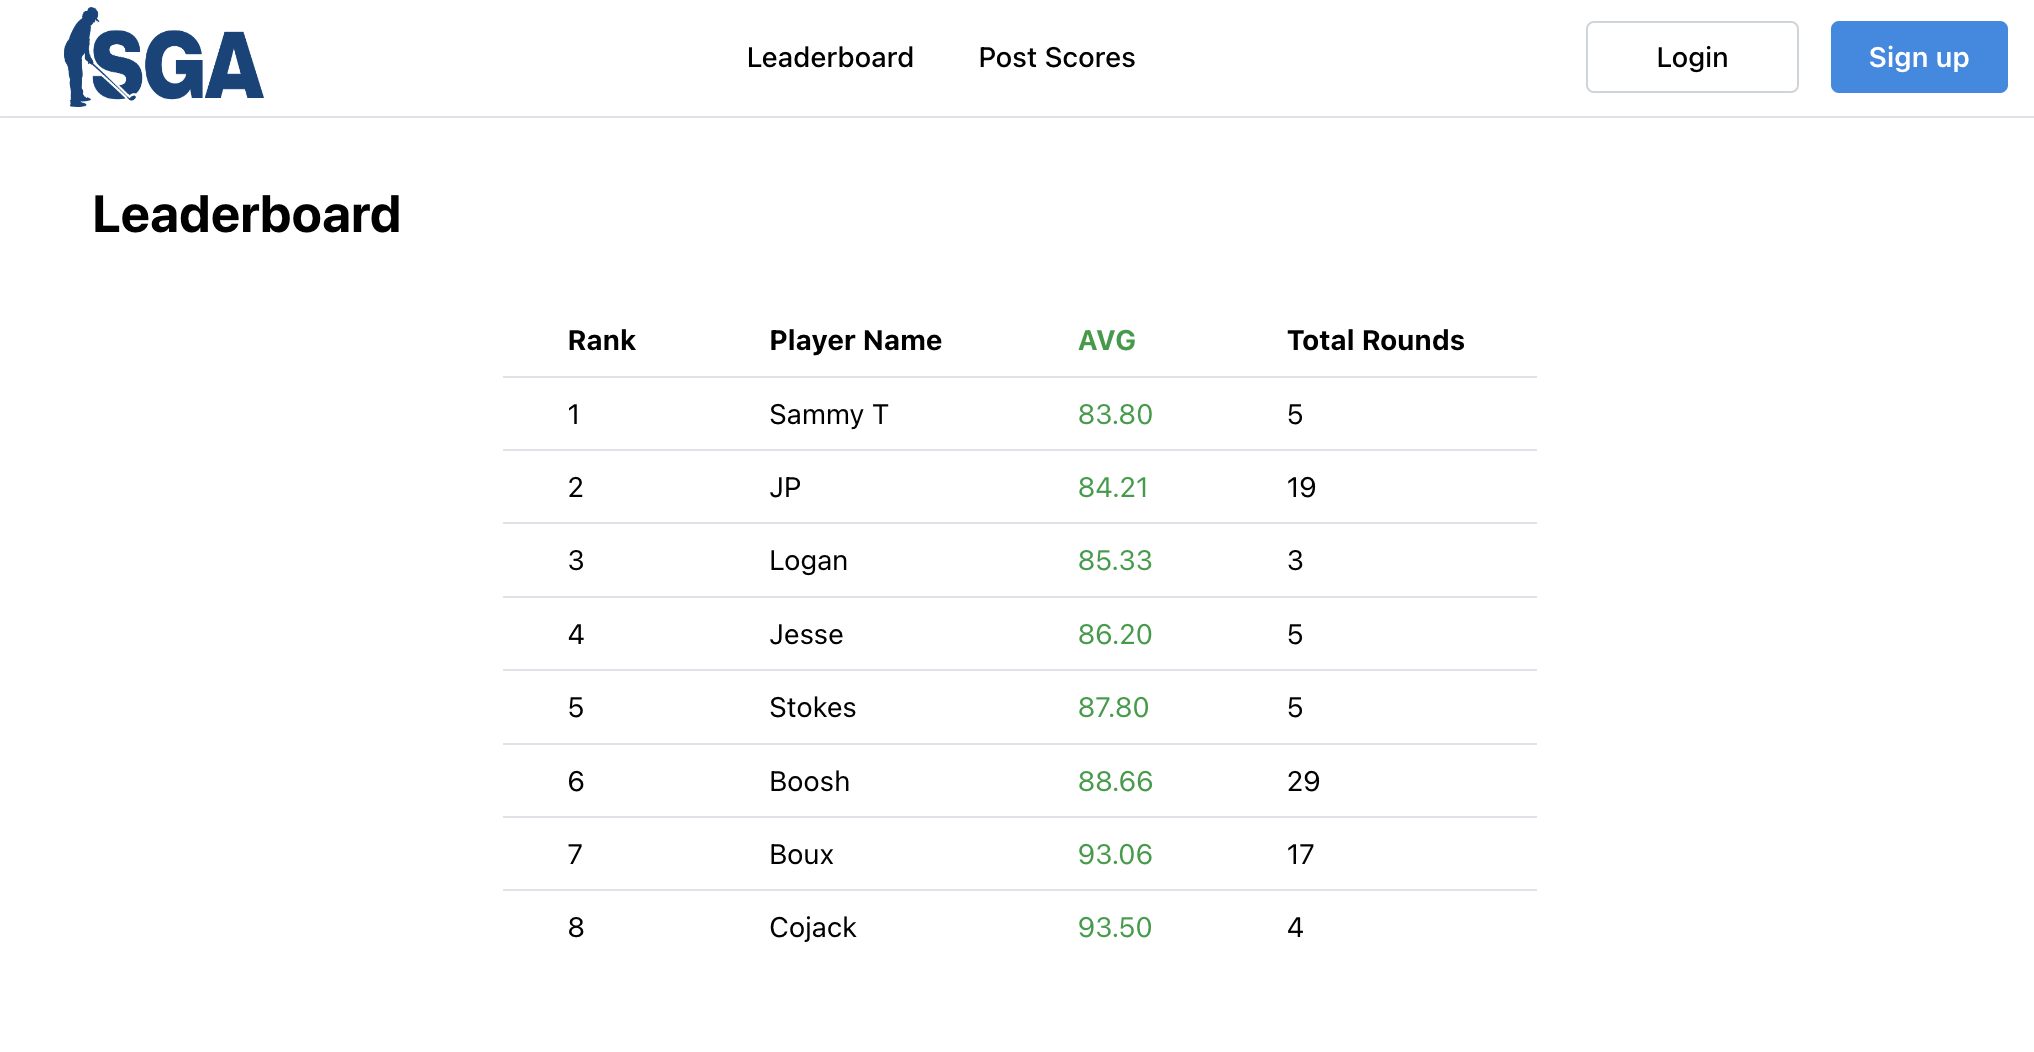 SGA Leaderboard Post Scores Login Sign up
Leaderboard
Rank Player Name AVG Total Rounds
1 Sammy T 83.80 5
2 JP 84.21 19
3 Logan 85.33 3
4 Jesse 86.20 5
5 Stokes 87.80 5
6 Boosh 88.66 29
7 Boux 93.06 17
8 Cojack 93.50 4